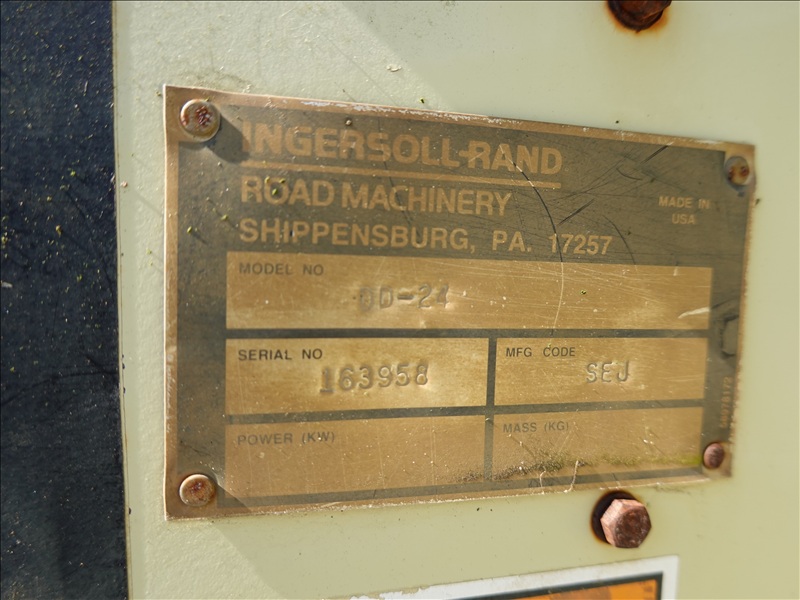 INGERSOLL-RAND
ROAD MACHINERY
MADE IN
USA
SHIPPENSBURG, PA. 17257
MODEL NO
DD-24
SERIAL NO
163958
MFG CODE
SEJ
POWER (KW)
MASS (KG)